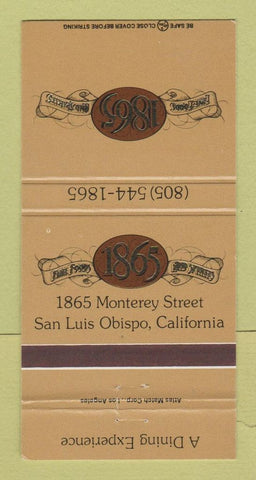 BE SAFE CLOSE COVER BEFORE STRIKING
1865
(805) 544-1865
1865
1865 Monterey Street
San Luis Obispo, California
Atlas Match Corp., Los Angeles
A Dining Experience